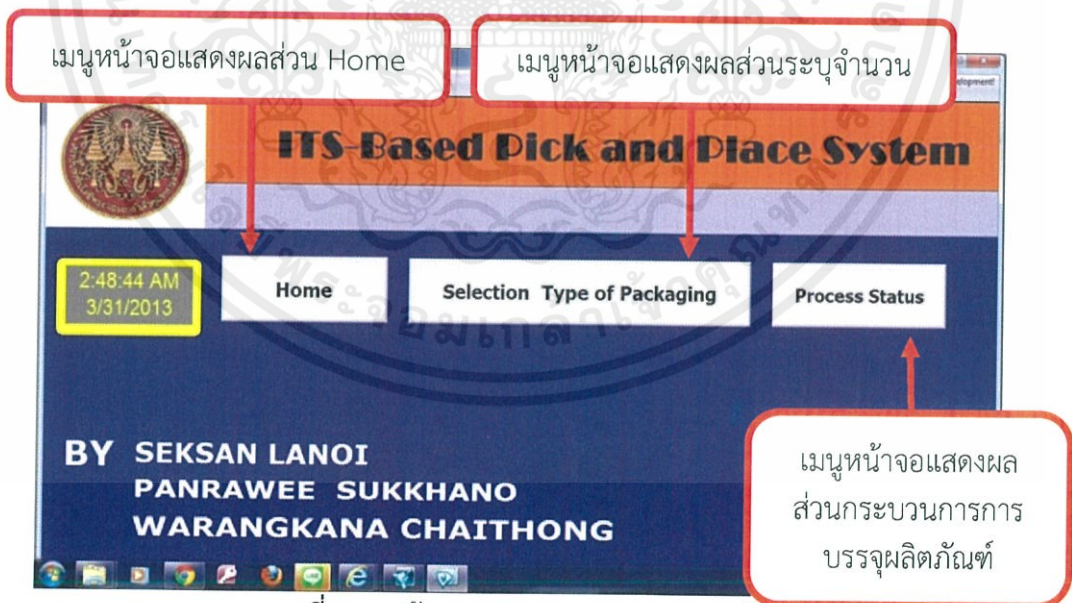 เมนูหน้าจอแสดงผลส่วน Home
เมนูหน้าจอแสดงผลส่วนระบุจำนวน
ITS-Based Pick and Place System
2:48:44 AM
3/31/2013
Home
Selection Type of Packaging
Process Status
BY SEKSAN LANOI
PANRAWEE SUKKHANO
WARANGKANA CHAITHONG
เมนูหน้าจอแสดงผล
ส่วนกระบวนการการ
บรรจุผลิตภัณฑ์